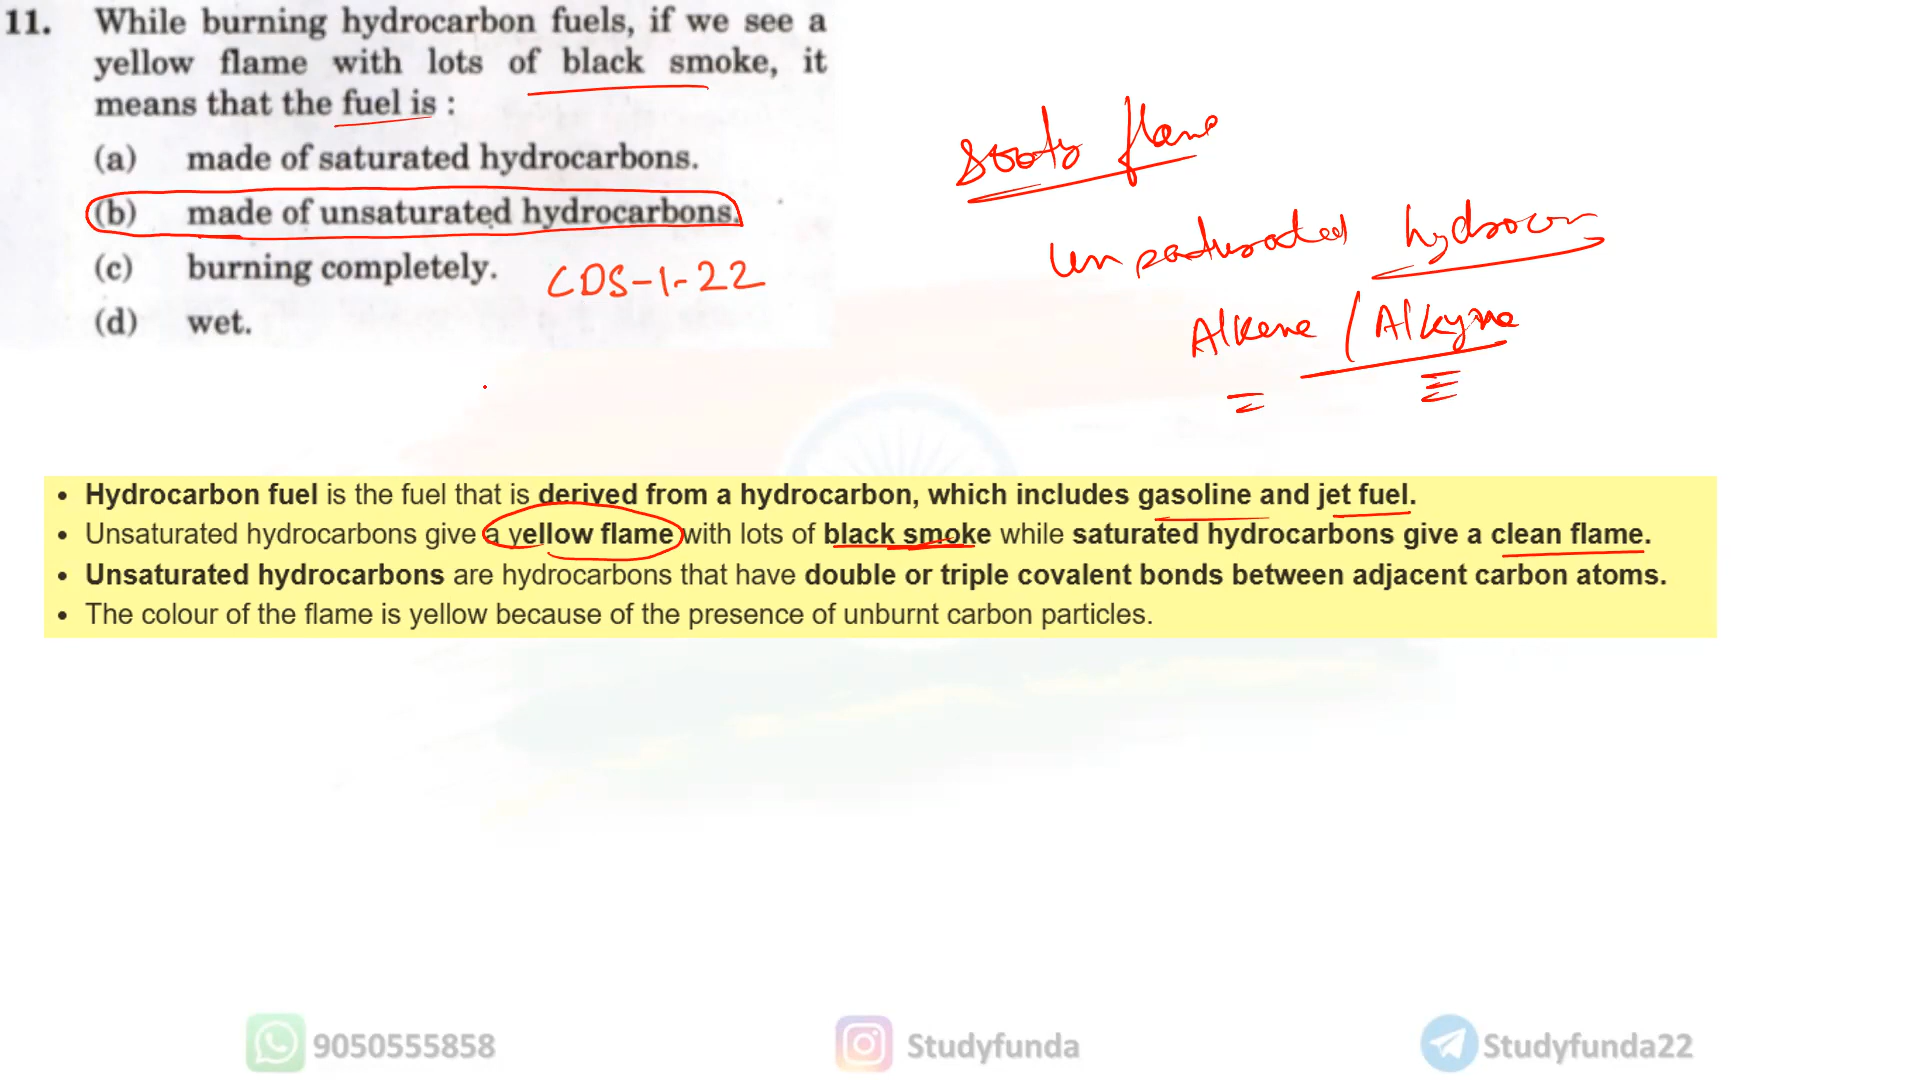 11. While burning hydrocarbon fuels, if we see a
yellow flame with lots of black smoke, it
means that the fuel is :
(a) made of saturated hydrocarbons.
(b) made of unsaturated hydrocarbons.
(c) burning completely.
CDS-1-22
(d) wet.
Sooty flame
unsaturated hydrocar
Alkene / Alkyne
• Hydrocarbon fuel is the fuel that is derived from a hydrocarbon, which includes gasoline and jet fuel.
• Unsaturated hydrocarbons give a yellow flame with lots of black smoke while saturated hydrocarbons give a clean flame.
• Unsaturated hydrocarbons are hydrocarbons that have double or triple covalent bonds between adjacent carbon atoms.
• The colour of the flame is yellow because of the presence of unburnt carbon particles.
9050555858
Studyfunda
Studyfunda22